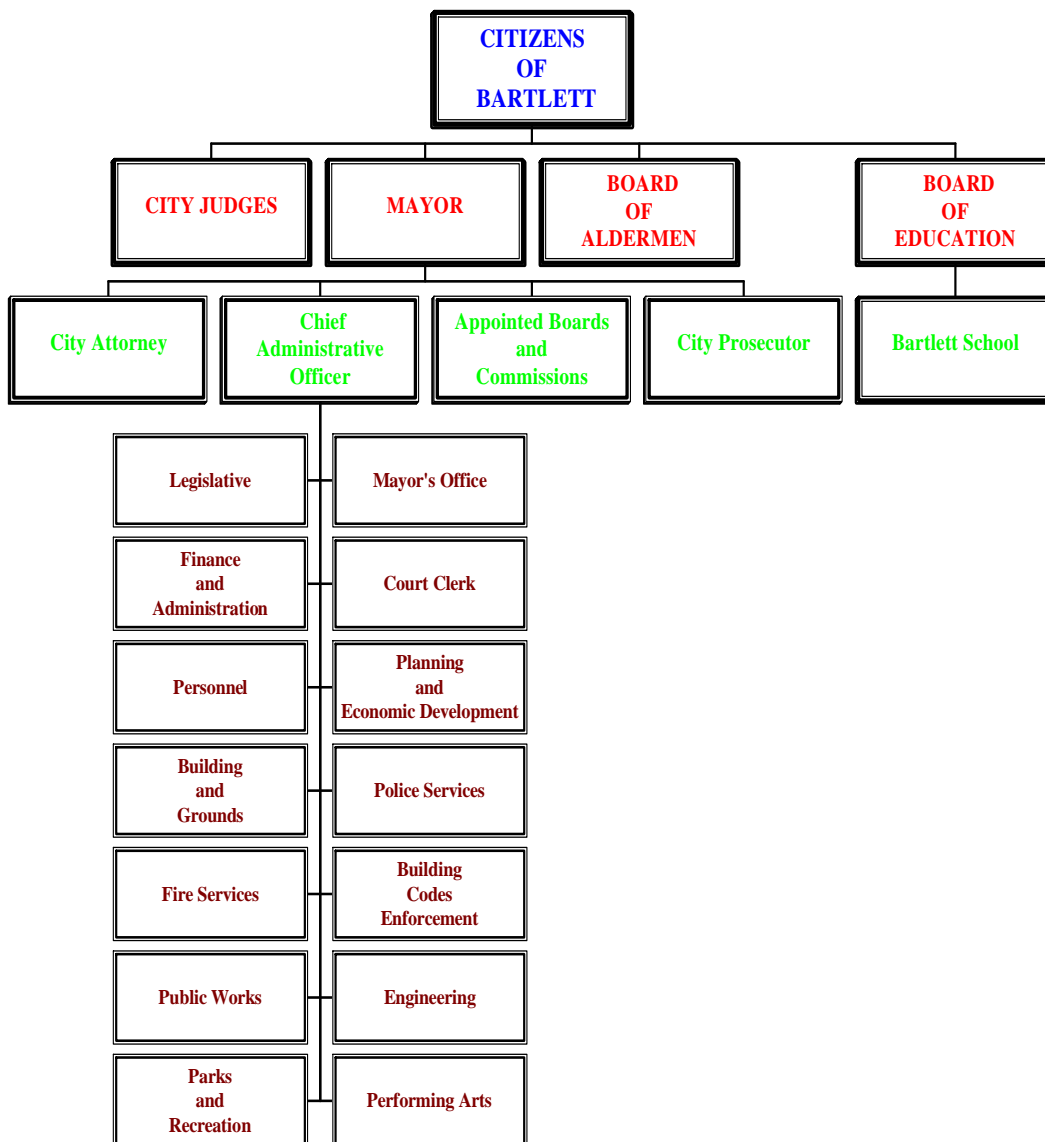 CITIZENS
OF
BARTLETT
CITY JUDGES
MAYOR
BOARD
OF
ALDERMEN
BOARD
OF
EDUCATION
City Attorney
Chief
Administrative
Officer
Appointed Boards
and
Commissions
City Prosecutor
Bartlett School
Legislative
Mayor's Office
Finance
and
Administration
Court Clerk
Personnel
Planning
and
Economic Development
Building
and
Grounds
Police Services
Fire Services
Building
Codes
Enforcement
Public Works
Engineering
Parks
and
Recreation
Performing Arts